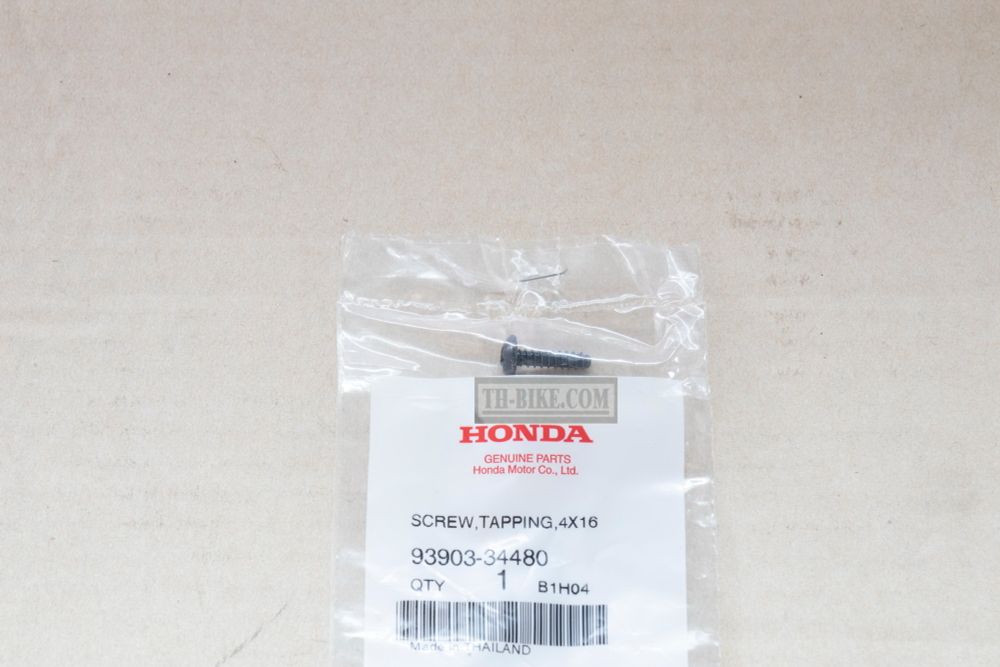 TH-BIKE.COM
HONDA
GENUINE PARTS
Honda Motor Co., Ltd.
SCREW,TAPPING,4X16
93903-34480
QTY 1 B1H04
Made in THAILAND